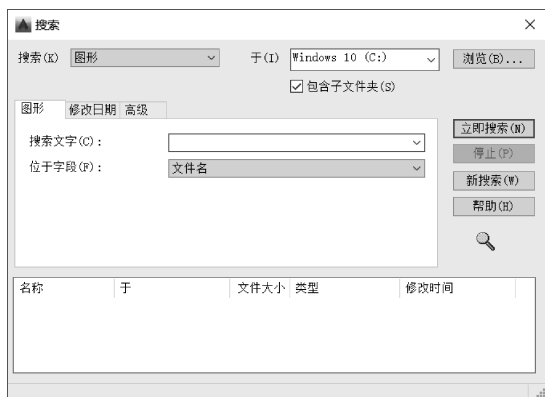 搜索
搜索(K) 图形 于(I) Windows 10 (C:) 浏览(B)...
包含子文件夹(S)
图形 修改日期 高级
立即搜索(N)
搜索文字(C):
停止(P)
位于字段(F): 文件名
新搜索(W)
帮助(H)
名称 于 文件大小 类型 修改时间